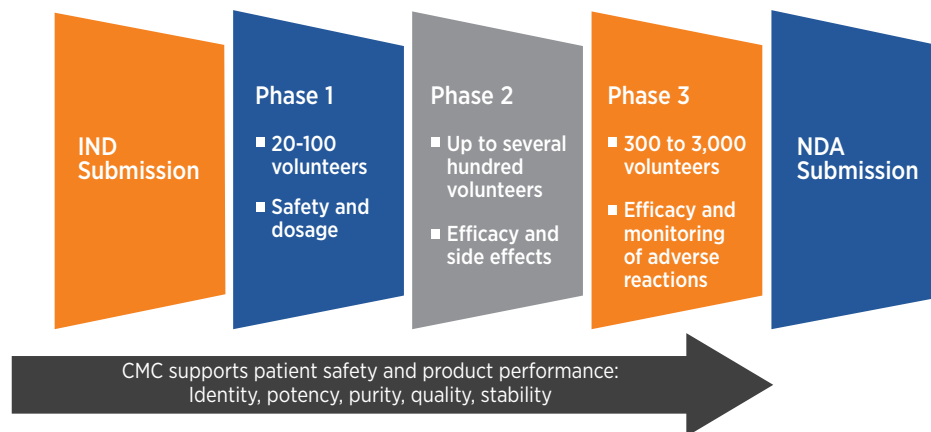 IND
Submission
Phase 1
■ 20-100
volunteers
■ Safety and
dosage
Phase 2
■ Up to several
hundred
volunteers
■ Efficacy and
side effects
Phase 3
■ 300 to 3,000
volunteers
■ Efficacy and
monitoring
of adverse
reactions
NDA
Submission
CMC supports patient safety and product performance:
Identity, potency, purity, quality, stability